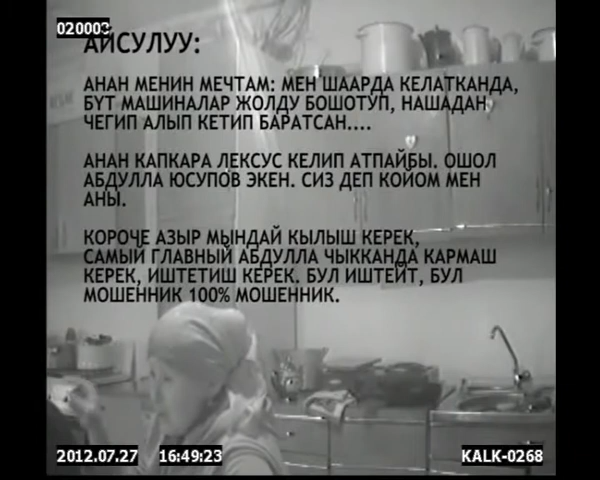 020003
АЙСУЛУУ:
АНАН МЕНИН МЕЧТАМ: МЕН ШААРДА КЕЛАТКАНДА,
БҮТ МАШИНАЛАР ЖОЛДУ БОШОТУП, НАШАДАН
ЧЕГИП АЛЫП КЕТИП БАРАТСАН....
АНАН КАПКАРА ЛЕКСУС КЕЛИП АТПАЙБЫ. ОШОЛ
АБДУЛЛА ЮСУПОВ ЭКЕН. СИЗ ДЕП КОЙОМ МЕН
АНЫ.
КОРОЧЕ АЗЫР МЫНДАЙ КЫЛЫШ КЕРЕК,
САМЫЙ ГЛАВНЫЙ АБДУЛЛА ЧЫККАНДА КАРМАШ
КЕРЕК, ИШТЕТИШ КЕРЕК. БУЛ ИШТЕЙТ, БУЛ
МОШЕННИК 100% МОШЕННИК.
2012.07.27 16:49:23 KALK-0268